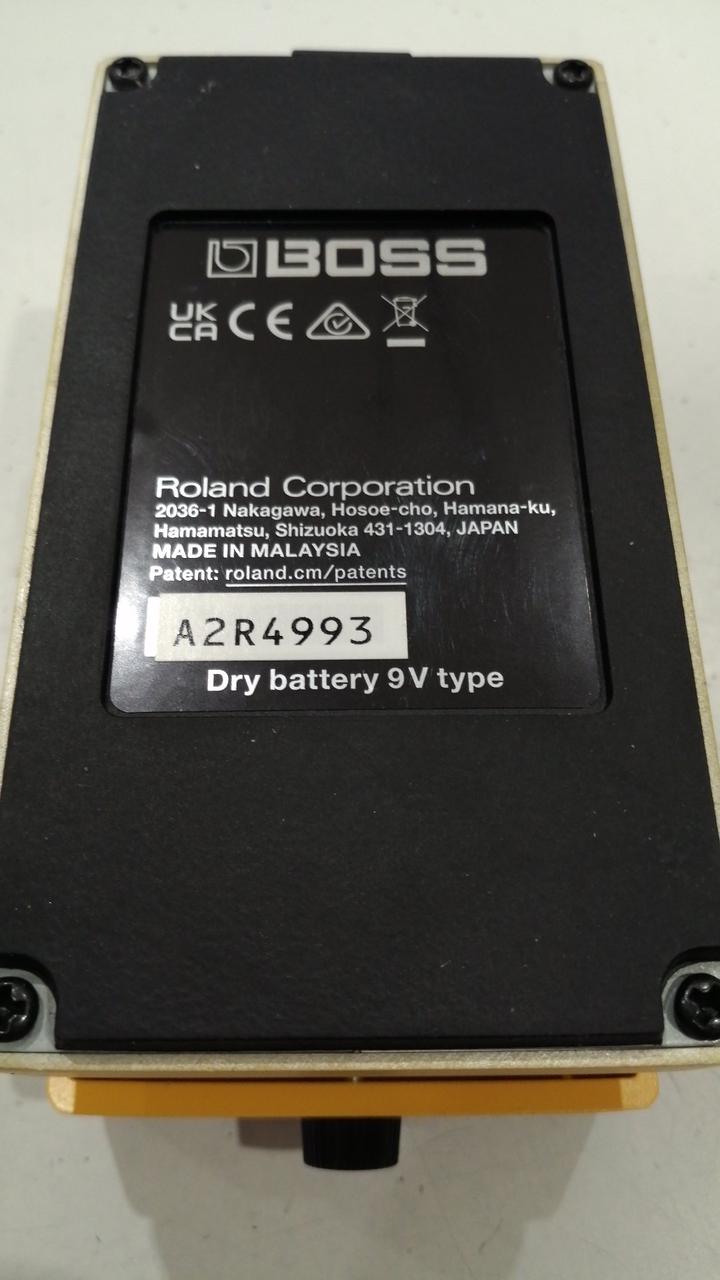 BOSS
UK
CA CE
Roland Corporation
2036-1 Nakagawa, Hosoe-cho, Hamana-ku,
Hamamatsu, Shizuoka 431-1304, JAPAN
MADE IN MALAYSIA
Patent: roland.cm/patents
A2R4993
Dry battery 9V type